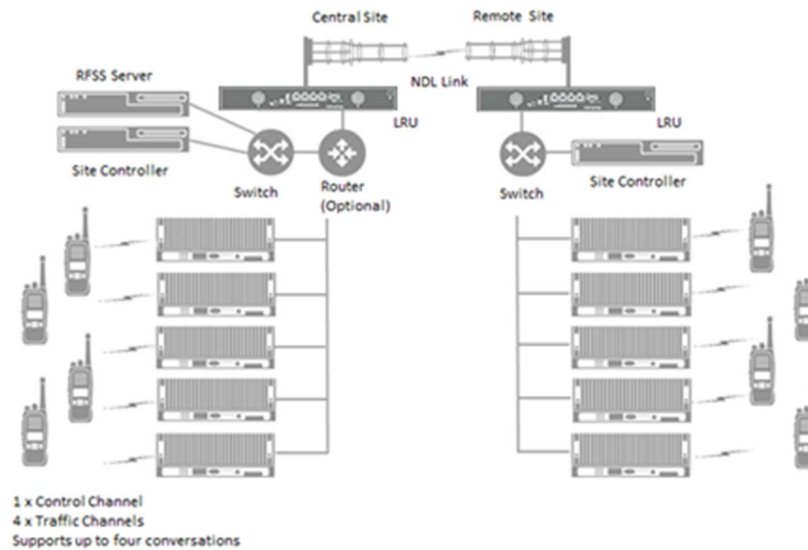 Central Site
Remote Site
RFSS Server
NDL Link
LRU
LRU
Site Controller
Switch
Router
(Optional)
Switch
Site Controller
1 x Control Channel
4 x Traffic Channels
Supports up to four conversations